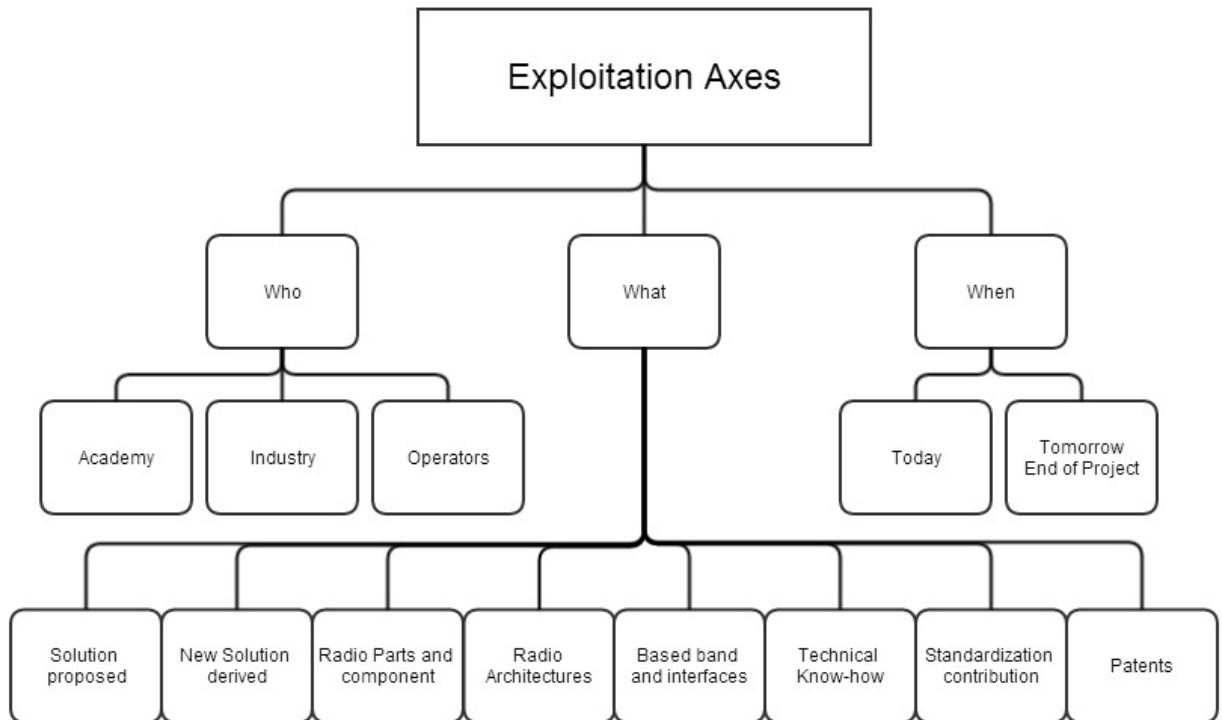 Exploitation Axes
Who
What
When
Academy
Industry
Operators
Today
Tomorrow
End of Project
Solution
proposed
New Solution
derived
Radio Parts and
component
Radio
Architectures
Based band
and interfaces
Technical
Know-how
Standardization
contribution
Patents